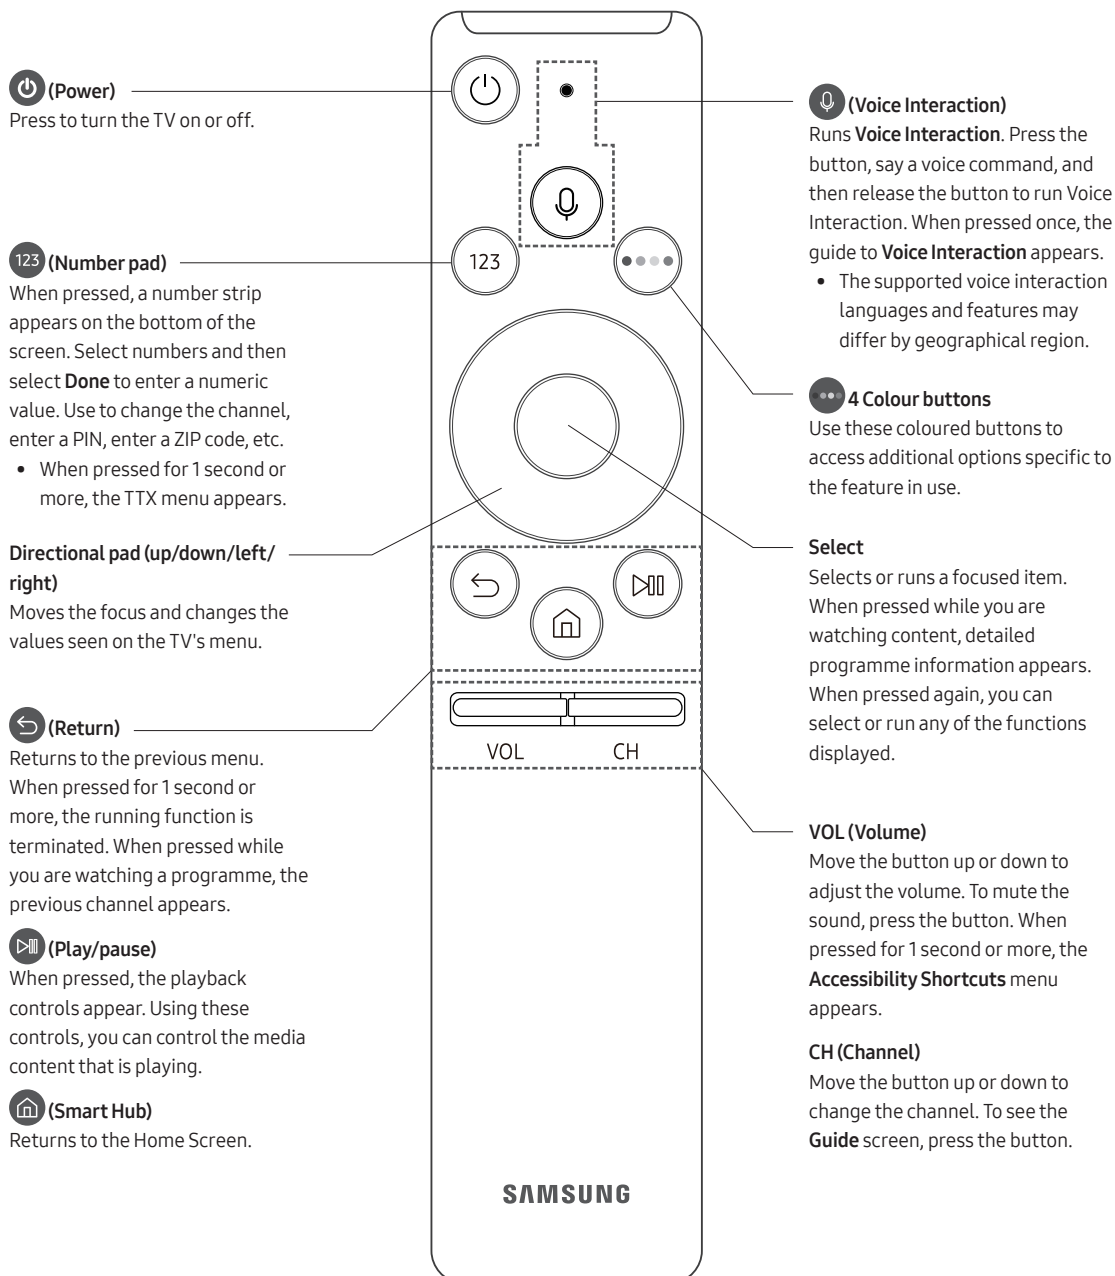 (Power)
Press to turn the TV on or off.
123 (Number pad)
When pressed, a number strip
appears on the bottom of the
screen. Select numbers and then
select Done to enter a numeric
value. Use to change the channel,
enter a PIN, enter a ZIP code, etc.
• When pressed for 1 second or
more, the TTX menu appears.
Directional pad (up/down/left/
right)
Moves the focus and changes the
values seen on the TV's menu.
(Return)
Returns to the previous menu.
When pressed for 1 second or
more, the running function is
terminated. When pressed while
you are watching a programme, the
previous channel appears.
(Play/pause)
When pressed, the playback
controls appear. Using these
controls, you can control the media
content that is playing.
(Smart Hub)
Returns to the Home Screen.
123
VOL CH
SAMSUNG
(Voice Interaction)
Runs Voice Interaction. Press the
button, say a voice command, and
then release the button to run Voice
Interaction. When pressed once, the
guide to Voice Interaction appears.
• The supported voice interaction
languages and features may
differ by geographical region.
4 Colour buttons
Use these coloured buttons to
access additional options specific to
the feature in use.
Select
Selects or runs a focused item.
When pressed while you are
watching content, detailed
programme information appears.
When pressed again, you can
select or run any of the functions
displayed.
VOL (Volume)
Move the button up or down to
adjust the volume. To mute the
sound, press the button. When
pressed for 1 second or more, the
Accessibility Shortcuts menu
appears.
CH (Channel)
Move the button up or down to
change the channel. To see the
Guide screen, press the button.